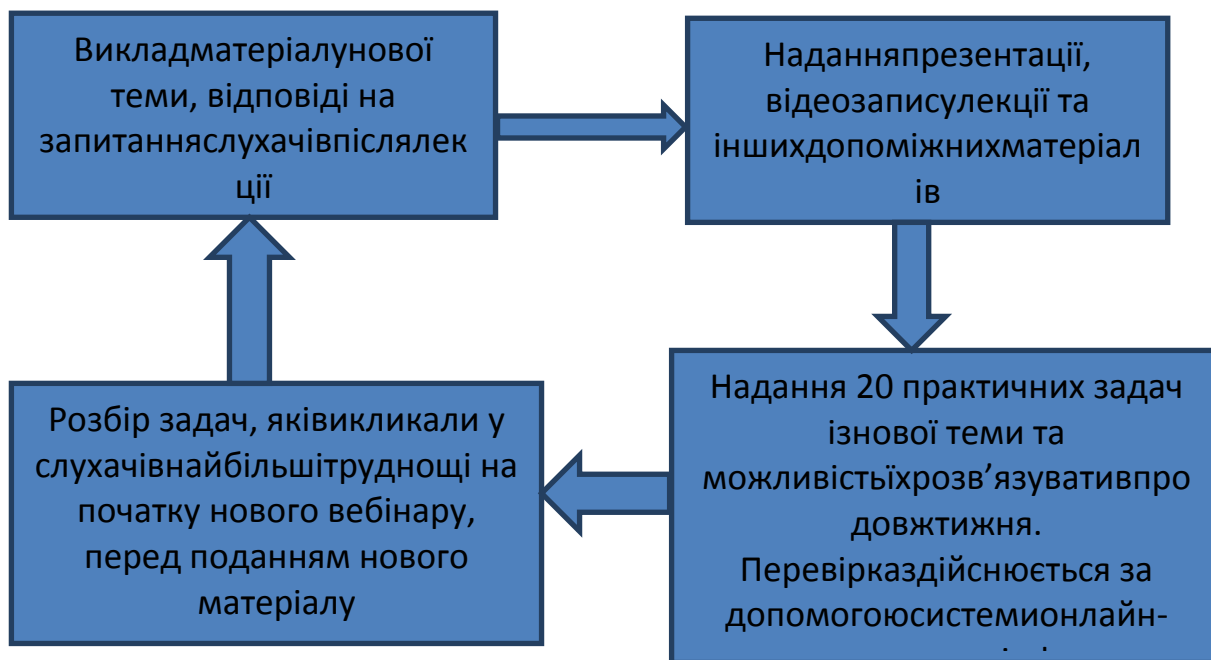 Викладматеріалунової
теми, відповіді на
запитанняслухачівпіслялек
ції
Наданняпрезентації,
відеозаписулекції та
іншихдопоміжнихматеріал
ів
Надання 20 практичних задач
ізнової теми та
можливістьїхрозв’язувативпро
довжтижня.
Перевірказдійснюється за
допомогоюсистемионлайн-
Розбір задач, яківикликали у
слухачівнайбільшітруднощі на
початку нового вебінару,
перед поданням нового
матеріалу